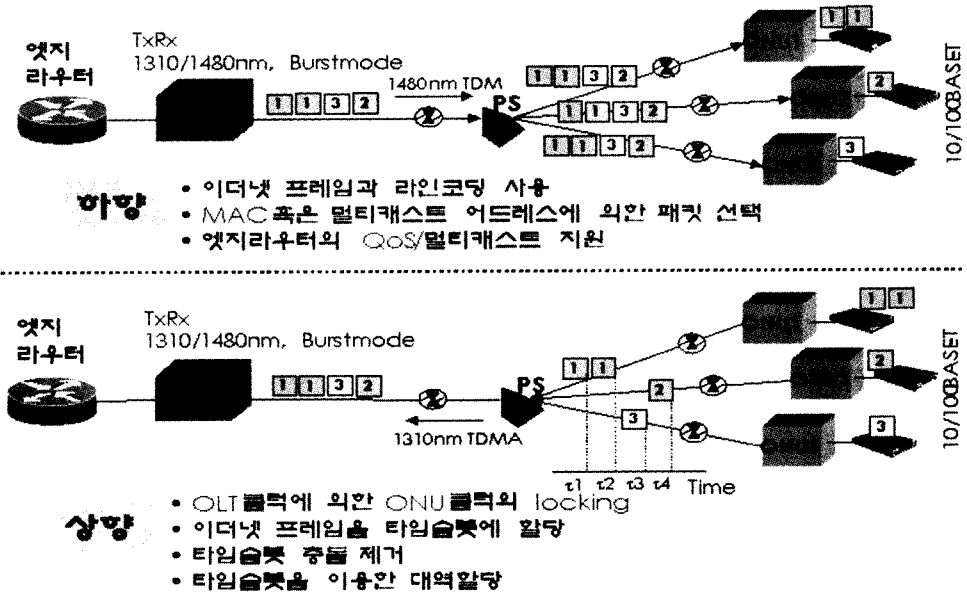 엣지
라우터
TxRx
1310/1480nm, Burstmode
1 1 3 2
1480nm TDM
PS
1 1 3 2
1 1 3 2
1 1 3 2
ONU1
1 1
2
3
10/100BASET
하향
• 이더넷 프레임과 라인코딩 사용
• MAC 혹은 멀티캐스트 어드레스에 의한 패킷 선택
• 엣지라우터의 QoS/멀티캐스트 지원
엣지
라우터
TxRx
1310/1480nm, Burstmode
1 1 3 2
1310nm TDMA
PS
1 1
2
3
τ1 τ2 τ3 τ4 Time
ONU1
1 1
2
3
10/100BASET
상향
• OLT 클럭에 의한 ONU 클럭의 locking
• 이더넷 프레임을 타임슬롯에 할당
• 타임슬롯 충돌 제거
• 타임슬롯을 이용한 대역할당